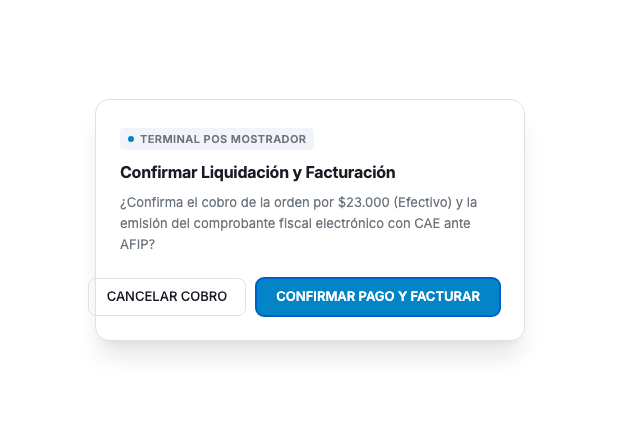 TERMINAL POS MOSTRADOR
Confirmar Liquidación y Facturación
¿Confirma el cobro de la orden por $23.000 (Efectivo) y la
emisión del comprobante fiscal electrónico con CAE ante
AFIP?
CANCELAR COBRO
CONFIRMAR PAGO Y FACTURAR